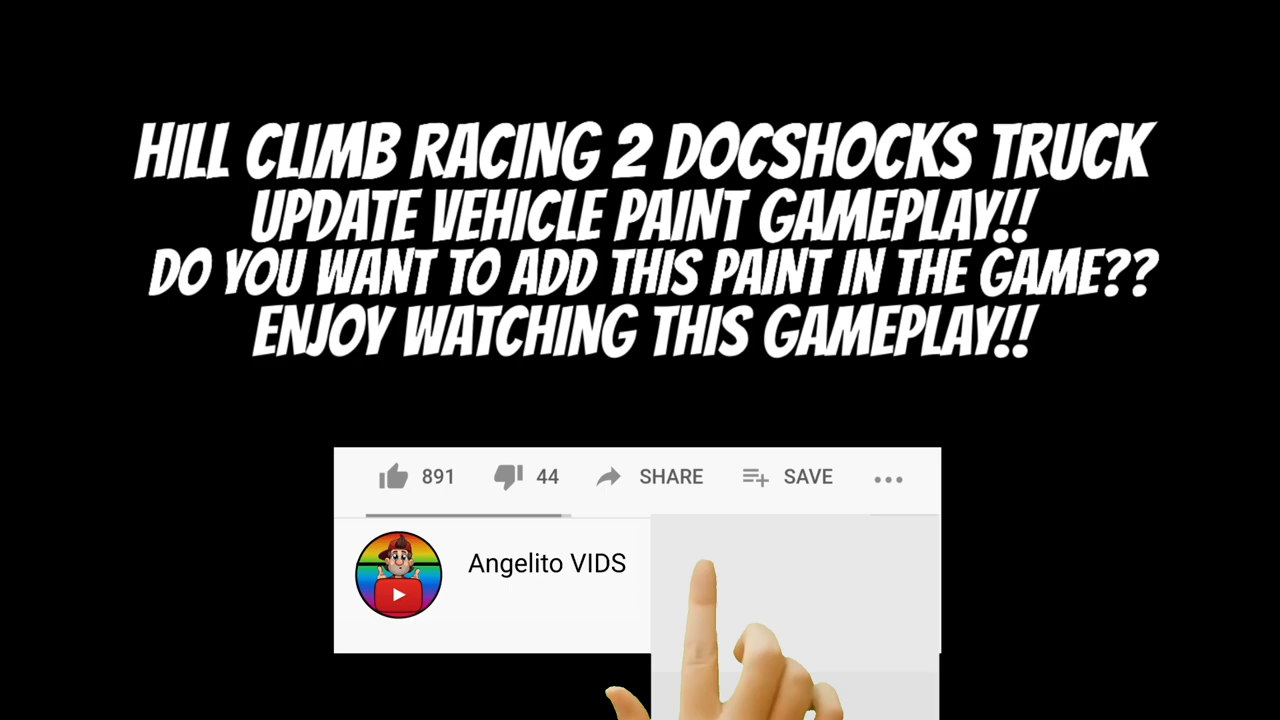 HILL CLIMB RACING 2 DOCSHOCKS TRUCK
UPDATE VEHICLE PAINT GAMEPLAY!!
DO YOU WANT TO ADD THIS PAINT IN THE GAME??
ENJOY WATCHING THIS GAMEPLAY!!
891 44 SHARE SAVE
Angelito VIDS